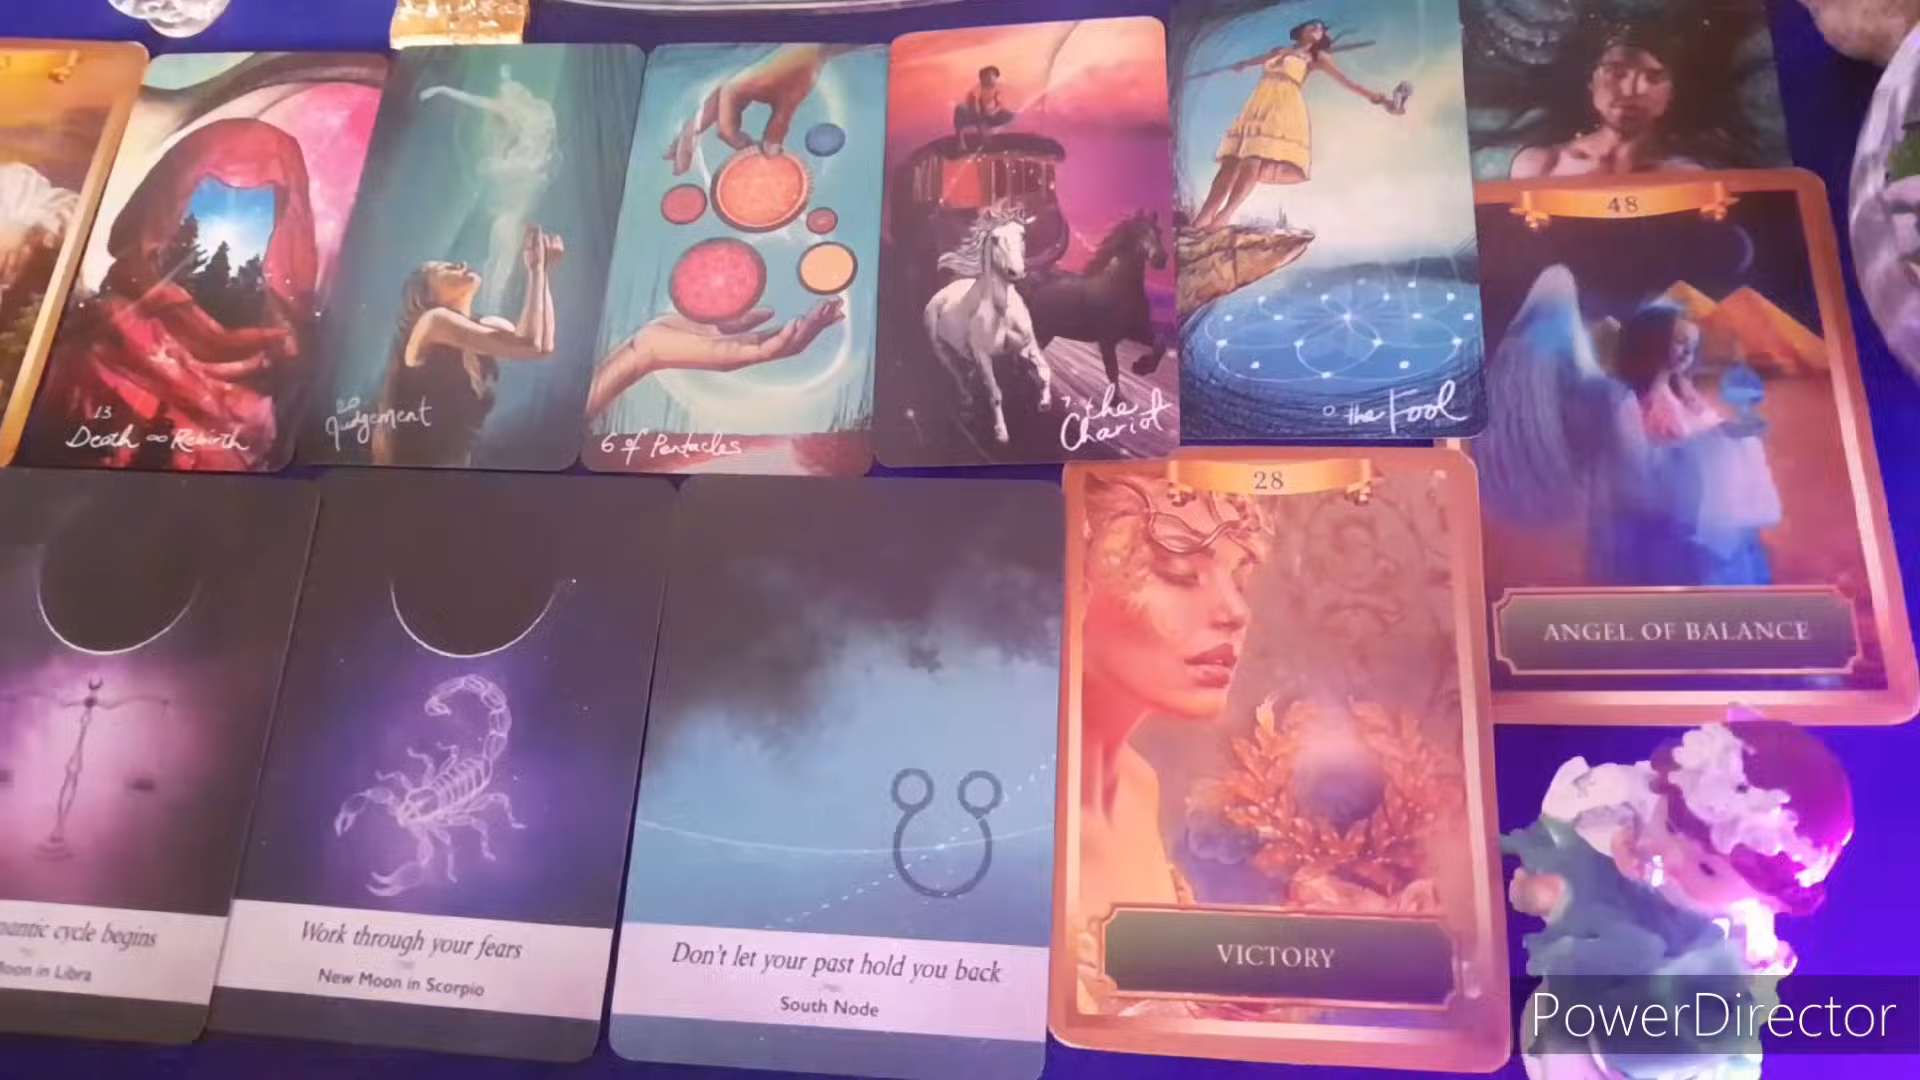 13
Death ∞ Rebirth
20
Judgement
6 of Pentacles
7. the
Chariot
0 the Fool
48
ANGEL OF BALANCE
28
VICTORY
cycle begins
in Libra
Work through your fears
New Moon in Scorpio
Don't let your past hold you back
South Node
PowerDirector